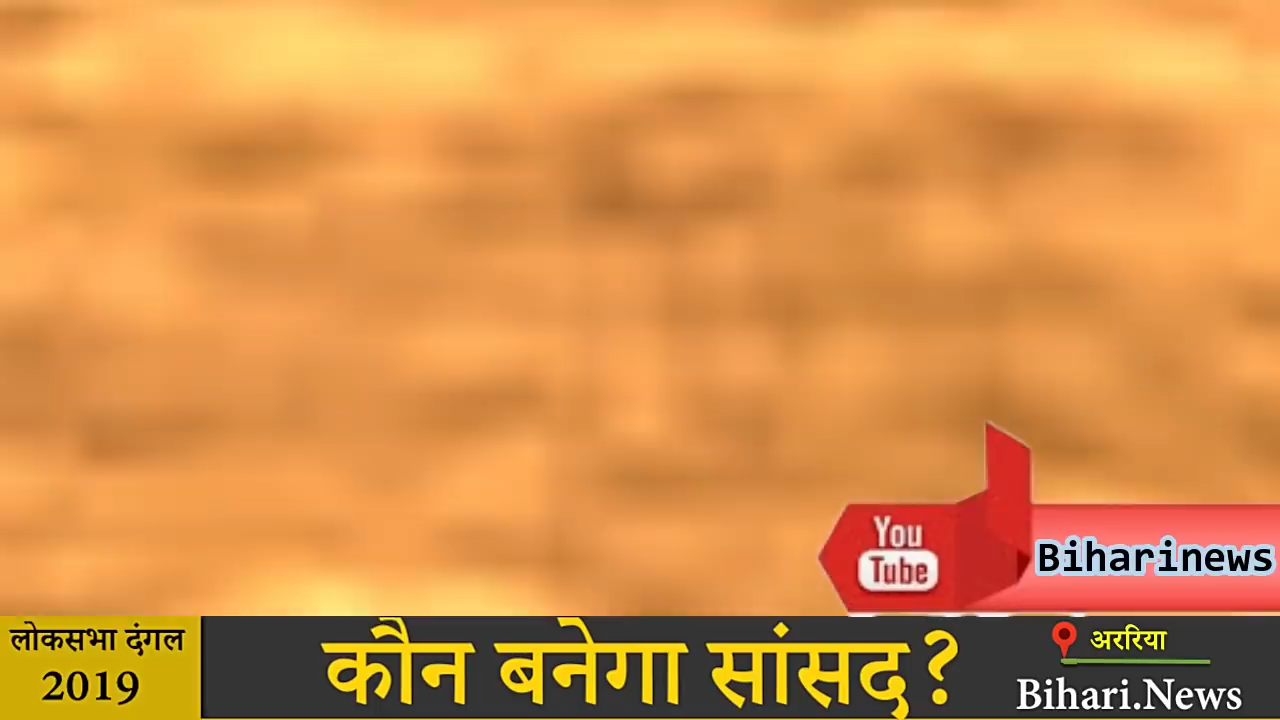 You
Tube
Biharinews
लोकसभा दंगल
2019
कौन बनेगा सांसद?
अररिया
Bihari.News